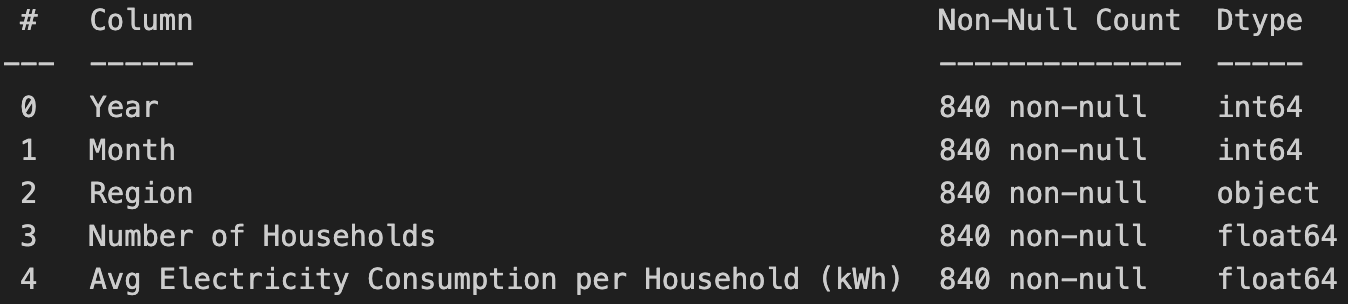 #   Column                                            Non-Null Count  Dtype
---  ------                                            --------------  -----
0   Year                                              840 non-null    int64
1   Month                                             840 non-null    int64
2   Region                                            840 non-null    object
3   Number of Households                              840 non-null    float64
4   Avg Electricity Consumption per Household (kWh)  840 non-null    float64